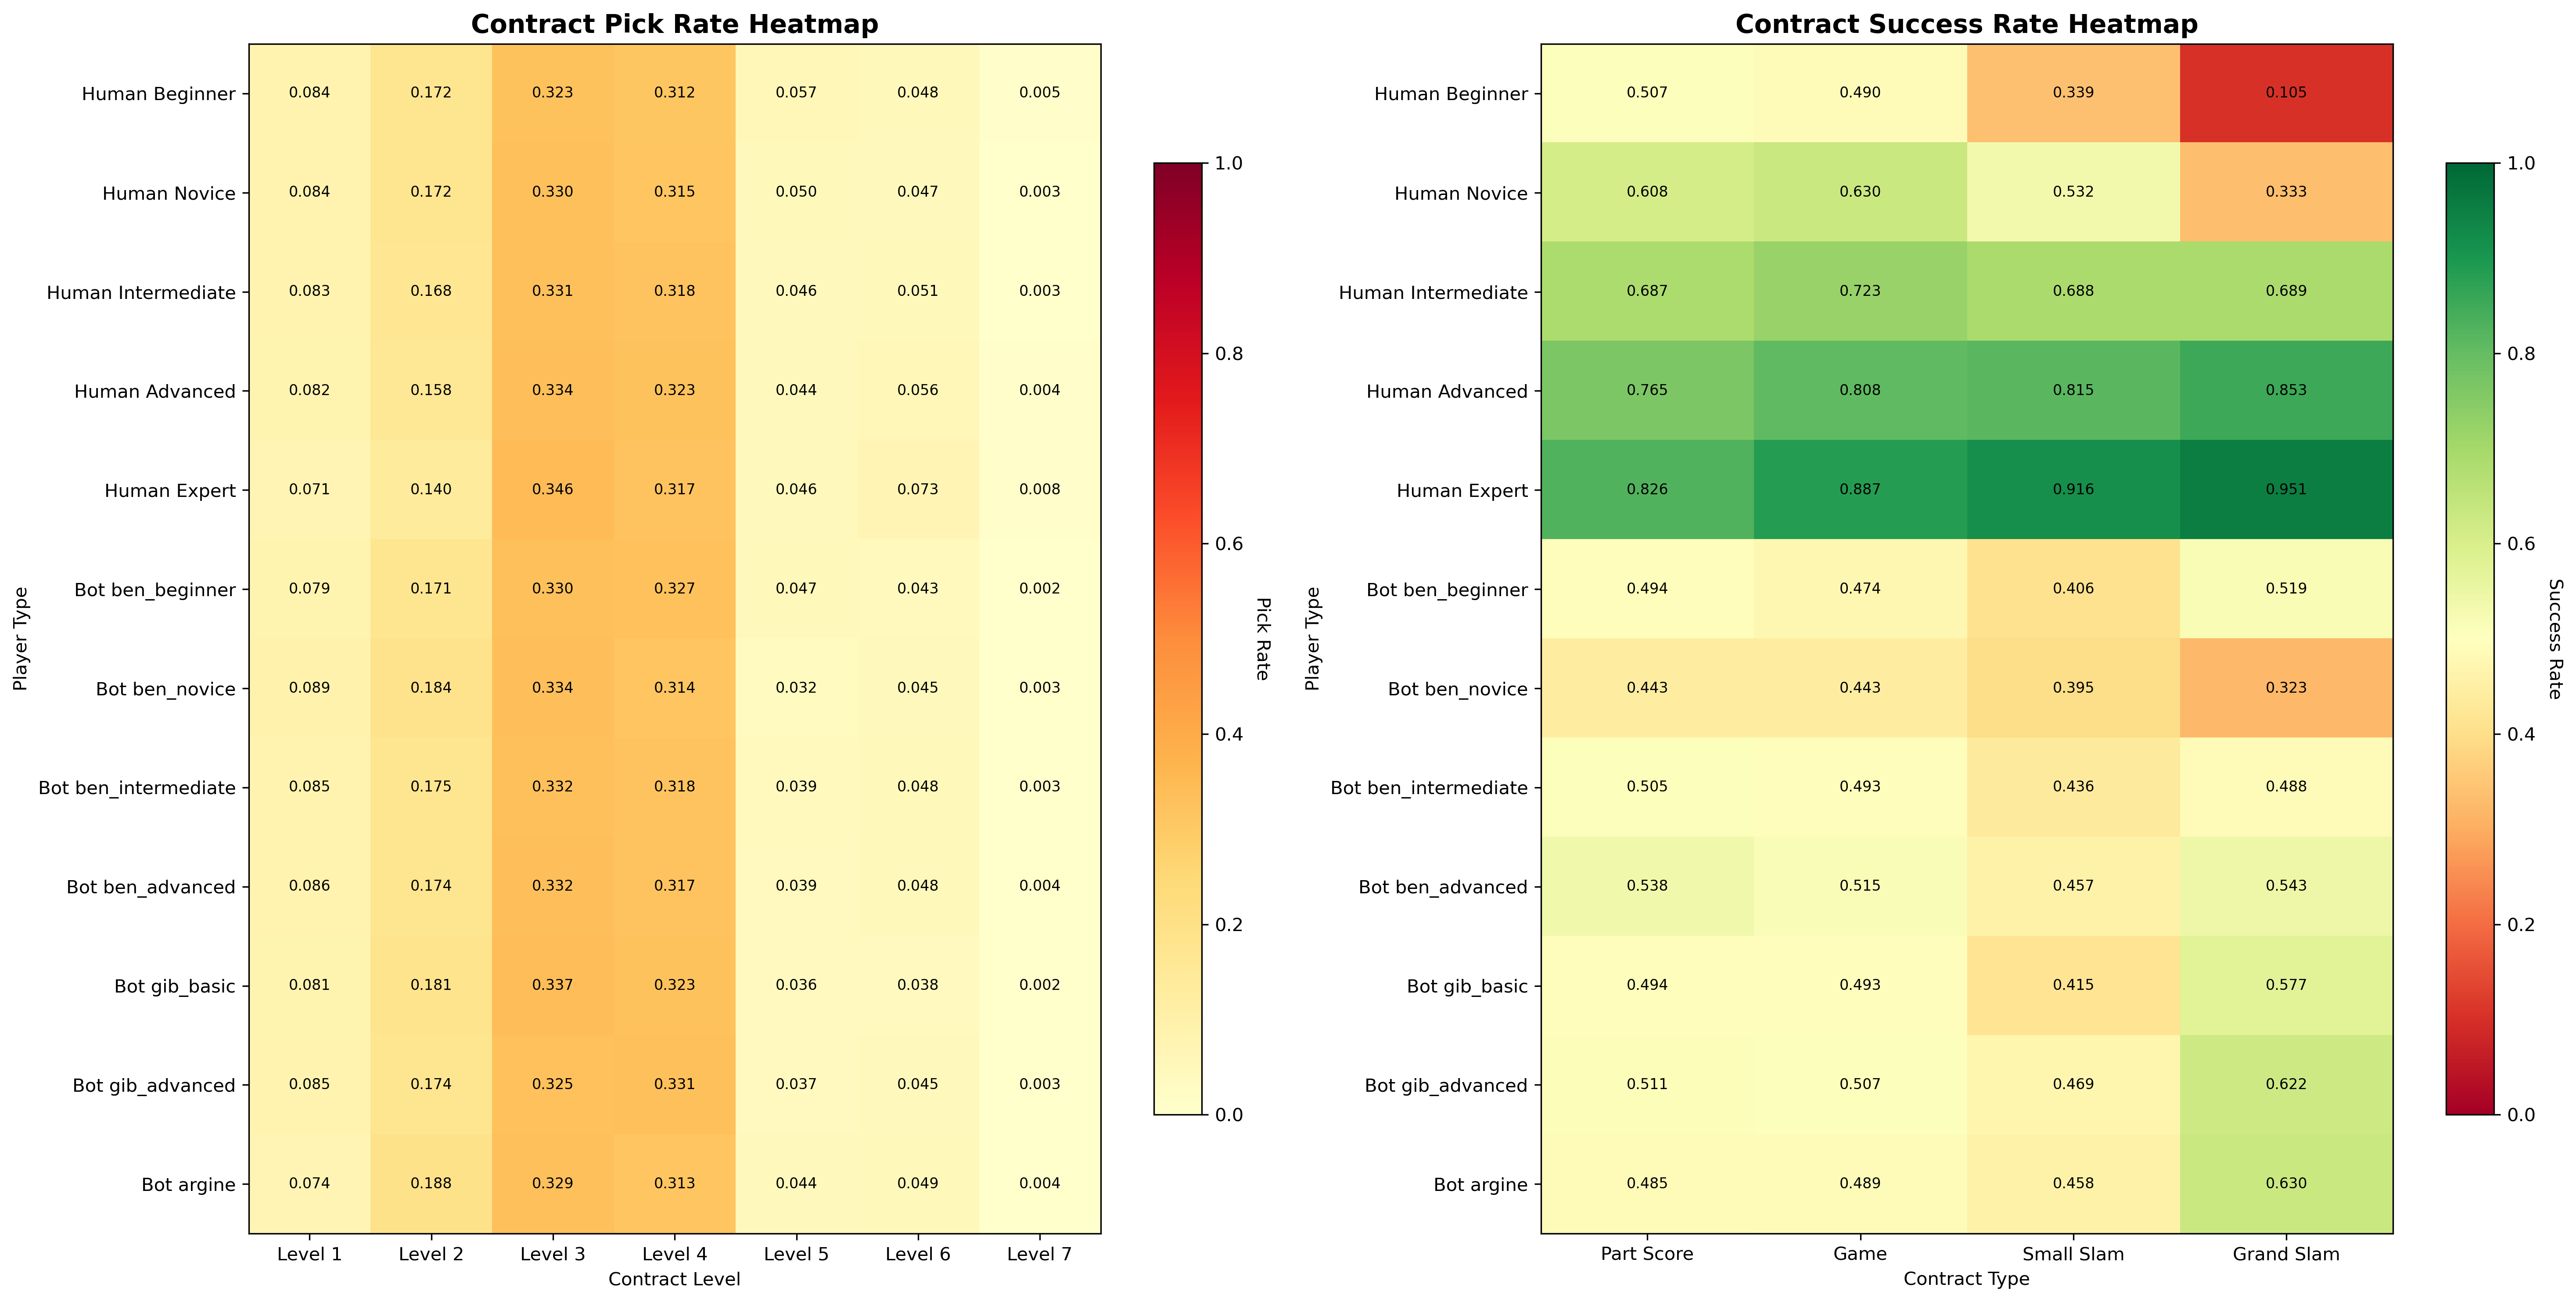 Contract Pick Rate Heatmap
Player Type
Human Beginner 0.084 0.172 0.323 0.312 0.057 0.048 0.005
Human Novice 0.084 0.172 0.330 0.315 0.050 0.047 0.003
Human Intermediate 0.083 0.168 0.331 0.318 0.046 0.051 0.003
Human Advanced 0.082 0.158 0.334 0.323 0.044 0.056 0.004
Human Expert 0.071 0.140 0.346 0.317 0.046 0.073 0.008
Bot ben_beginner 0.079 0.171 0.330 0.327 0.047 0.043 0.002
Bot ben_novice 0.089 0.184 0.334 0.314 0.032 0.045 0.003
Bot ben_intermediate 0.085 0.175 0.332 0.318 0.039 0.048 0.003
Bot ben_advanced 0.086 0.174 0.332 0.317 0.039 0.048 0.004
Bot gib_basic 0.081 0.181 0.337 0.323 0.036 0.038 0.002
Bot gib_advanced 0.085 0.174 0.325 0.331 0.037 0.045 0.003
Bot argine 0.074 0.188 0.329 0.313 0.044 0.049 0.004
Level 1 Level 2 Level 3 Level 4 Level 5 Level 6 Level 7
Contract Level
1.0
0.8
0.6
0.4
0.2
0.0
Pick Rate
Contract Success Rate Heatmap
Player Type
Human Beginner 0.507 0.490 0.339 0.105
Human Novice 0.608 0.630 0.532 0.333
Human Intermediate 0.687 0.723 0.688 0.689
Human Advanced 0.765 0.808 0.815 0.853
Human Expert 0.826 0.887 0.916 0.951
Bot ben_beginner 0.494 0.474 0.406 0.519
Bot ben_novice 0.443 0.443 0.395 0.323
Bot ben_intermediate 0.505 0.493 0.436 0.488
Bot ben_advanced 0.538 0.515 0.457 0.543
Bot gib_basic 0.494 0.493 0.415 0.577
Bot gib_advanced 0.511 0.507 0.469 0.622
Bot argine 0.485 0.489 0.458 0.630
Part Score Game Small Slam Grand Slam
Contract Type
1.0
0.8
0.6
0.4
0.2
0.0
Success Rate